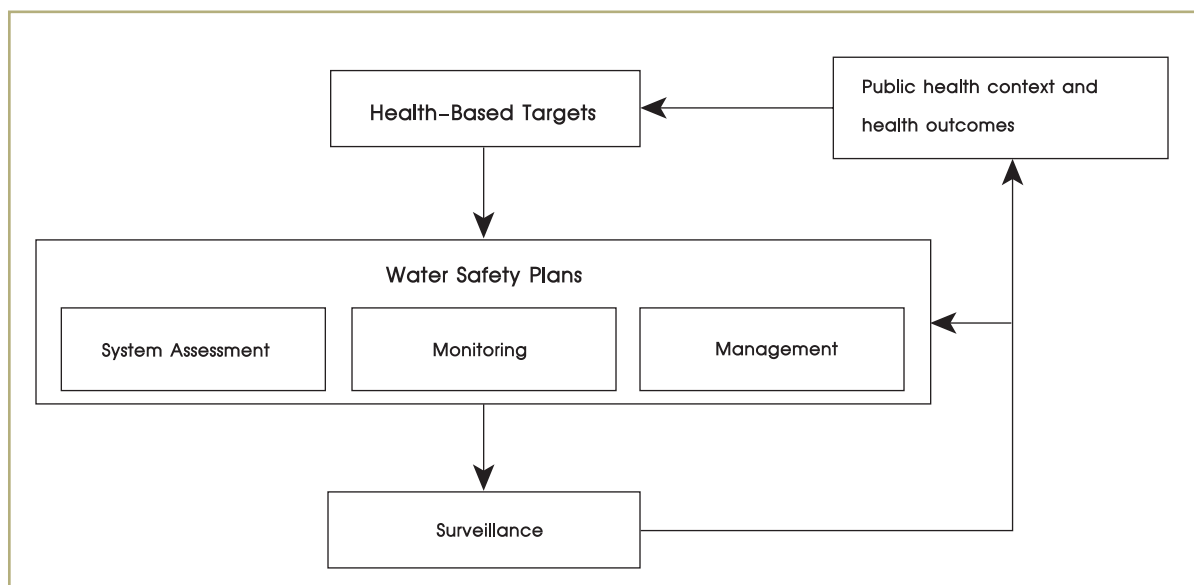 Health-Based Targets
Public health context and
health outcomes
Water Safety Plans
System Assessment
Monitoring
Management
Surveillance